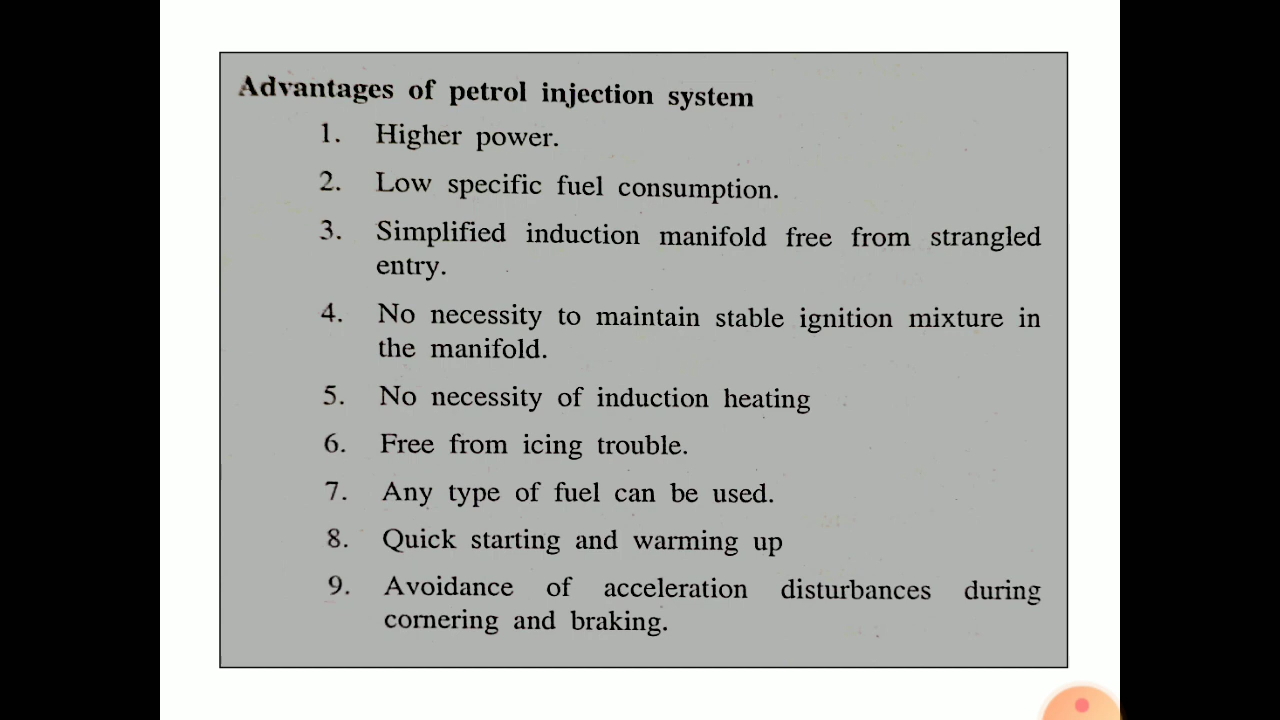 Advantages of petrol injection system
1. Higher power.
2. Low specific fuel consumption.
3. Simplified induction manifold free from strangled
entry.
4. No necessity to maintain stable ignition mixture in
the manifold.
5. No necessity of induction heating
6. Free from icing trouble.
7. Any type of fuel can be used.
8. Quick starting and warming up
9. Avoidance of acceleration disturbances during
cornering and braking.